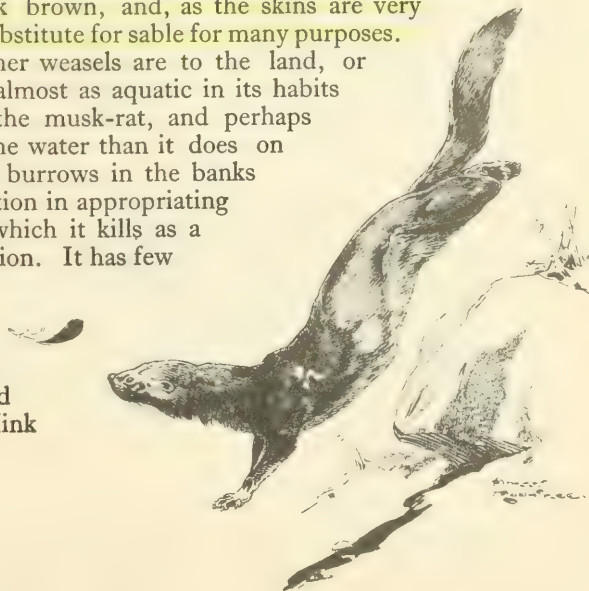 k brown, and, as the skins are very
bstitute for sable for many purposes.
ner weasels are to the land, or
almost as aquatic in its habits
the musk-rat, and perhaps
ne water than it does on
burrows in the banks
tion in appropriating
which it kills as a
ion. It has few
d
ink